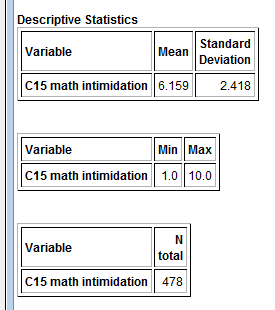 Descriptive Statistics
Variable Mean Standard Deviation
C15 math intimidation 6.159 2.418
Variable Min Max
C15 math intimidation 1.0 10.0
Variable N total
C15 math intimidation 478